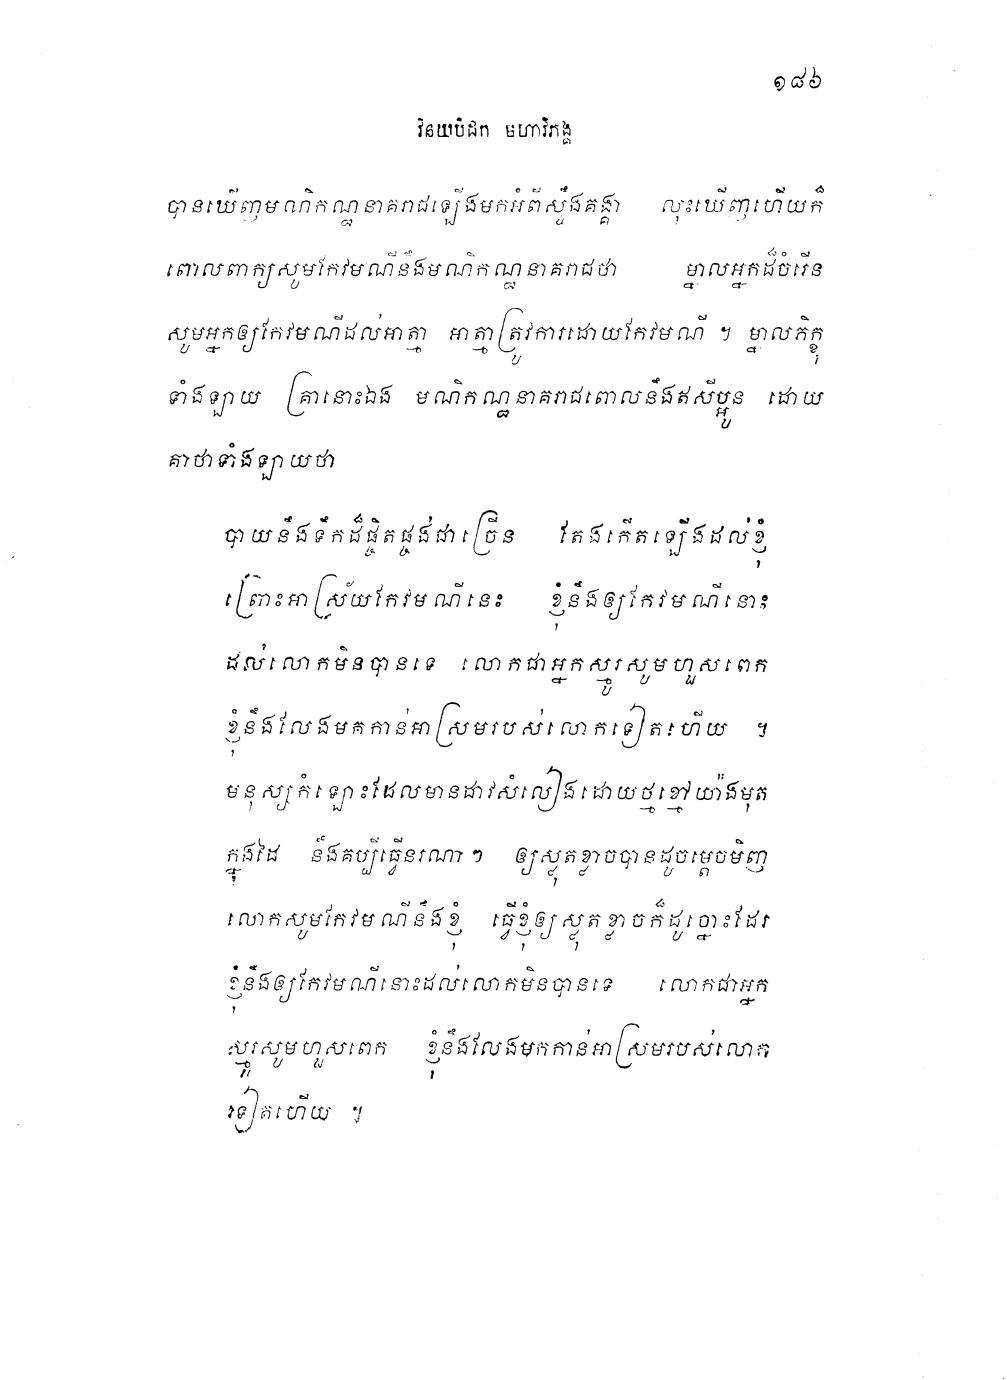 ១៨៦
វិនយបិដក មហាវិភង្គ
បានឃើញមណិកណ្ឋនាគរាជឡើងមកអំពីស្ទឹងគង្គា លុះឃើញហើយក៏
ពោលពាក្យសូមកែវមណីនឹងមណិកណ្ឋនាគរាជថា ម្នាលអ្នកដ៏ចំរើន
សូមអ្នកឲ្យកែវមណីដល់អាត្មា អាត្មាត្រូវការដោយកែវមណី ។ ម្នាលភិក្ខុ
ទាំងឡាយ គ្រានោះឯង មណិកណ្ឋនាគរាជពោលនឹងឥសីប្អូន ដោយ
គាថាទាំងឡាយថា
បាយនឹងទឹកដ៏ផ្ចិតផ្ចង់ជាច្រើន តែងកើតឡើងដល់ខ្ញុំ
ព្រោះអាស្រ័យកែវមណីនេះ ខ្ញុំនឹងឲ្យកែវមណីនោះ
ដល់លោកមិនបានទេ លោកជាអ្នកស្មូរសូមហួសពេក
ខ្ញុំនឹងលែងមកកាន់អាស្រមរបស់លោកទៀតហើយ ។
មនុស្សកំឡោះដែលមានដាវសំលៀងដោយថ្មខ្មៅយ៉ាងមុត
ក្នុងដៃ នឹងគប្បីធ្វើនរណាៗ ឲ្យស្លុតខ្លាចបានដូចម្តេចមិញ
លោកសូមកែវមណីនឹងខ្ញុំ ធ្វើខ្ញុំឲ្យស្លុតខ្លាចក៏ដូច្នោះដែរ
ខ្ញុំនឹងឲ្យកែវមណីនោះដល់លោកមិនបានទេ លោកជាអ្នក
ស្មូរសូមហួសពេក ខ្ញុំនឹងលែងមកកាន់អាស្រមរបស់លោក
ទៀតហើយ ។